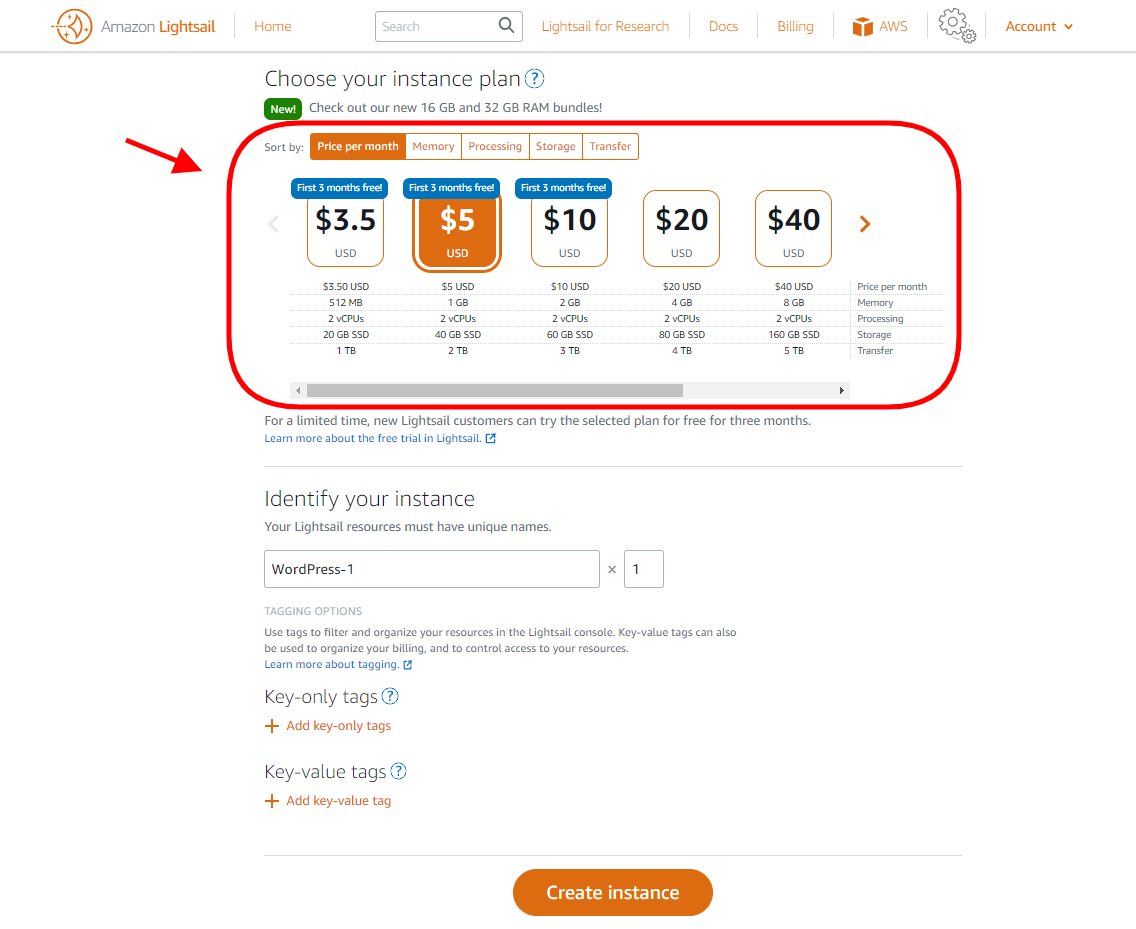 Amazon Lightsail Home Search Lightsail for Research Docs Billing AWS Account
Choose your instance plan ?
New! Check out our new 16 GB and 32 GB RAM bundles!
Sort by: Price per month Memory Processing Storage Transfer
First 3 months free! First 3 months free! First 3 months free!
$3.5 $5 $10 $20 $40
USD USD USD USD USD
$3.50 USD $5 USD $10 USD $20 USD $40 USD Price per month
512 MB 1 GB 2 GB 4 GB 8 GB Memory
2 vCPUs 2 vCPUs 2 vCPUs 2 vCPUs 2 vCPUs Processing
20 GB SSD 40 GB SSD 60 GB SSD 80 GB SSD 160 GB SSD Storage
1 TB 2 TB 3 TB 4 TB 5 TB Transfer
For a limited time, new Lightsail customers can try the selected plan for free for three months.
Learn more about the free trial in Lightsail.
Identify your instance
Your Lightsail resources must have unique names.
WordPress-1 × 1
TAGGING OPTIONS
Use tags to filter and organize your resources in the Lightsail console. Key-value tags can also
be used to organize your billing, and to control access to your resources.
Learn more about tagging.
Key-only tags ?
+ Add key-only tags
Key-value tags ?
+ Add key-value tag
Create instance